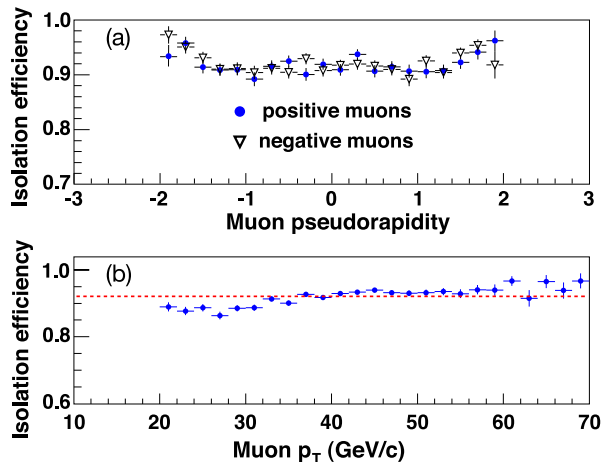 1.0
(a)
0.9
positive muons
0.8
negative muons
0.7
-3 -2 -1 0 1 2 3
Isolation efficiency
Muon pseudorapidity
1.0
(b)
0.8
0.6
10 20 30 40 50 60 70
Isolation efficiency
Muon pT (GeV/c)